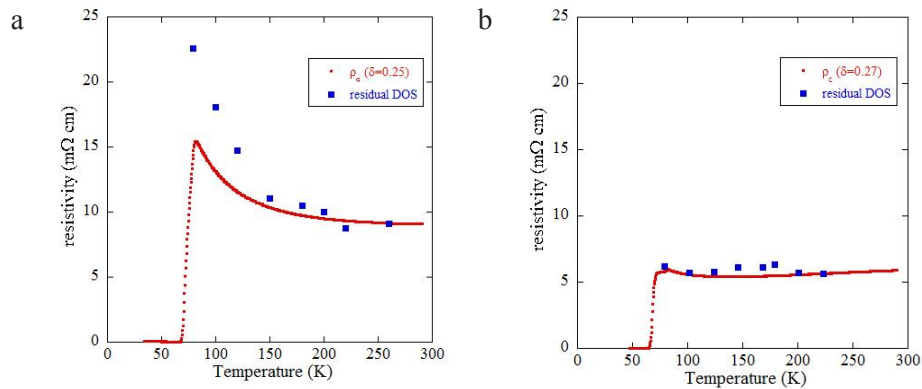 a
25
20
15
10
5
0
resistivity (mΩ cm)
ρc (δ=0.25)
residual DOS
0
50
100
150
200
250
300
Temperature (K)
b
25
20
15
10
5
0
resistivity (mΩ cm)
ρc (δ=0.27)
residual DOS
0
50
100
150
200
250
300
Temperature (K)